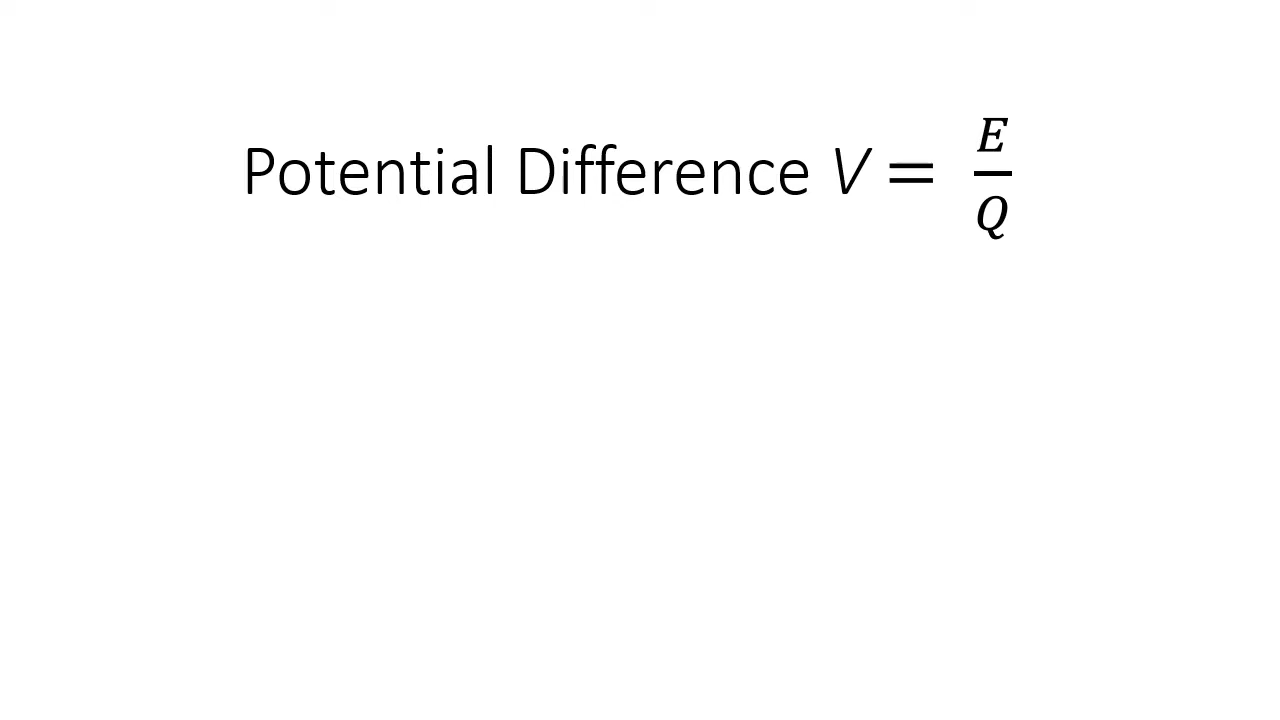 Potential Difference V = E/Q